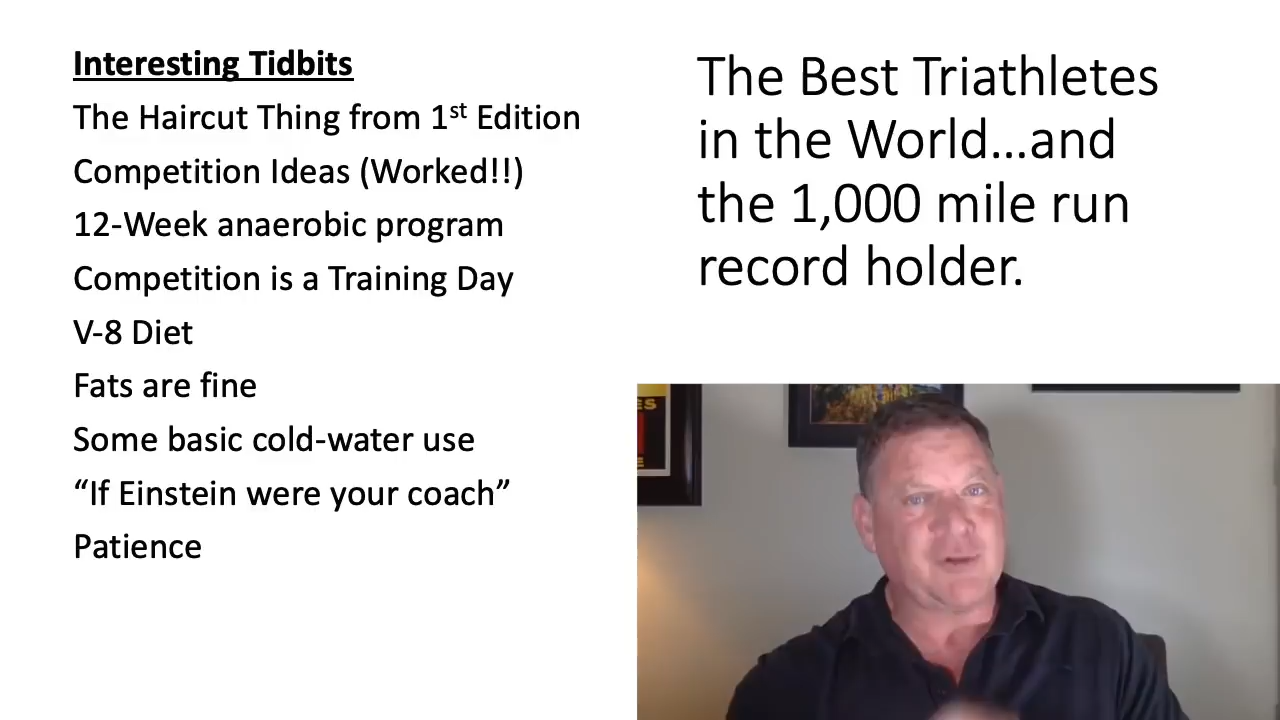 Interesting Tidbits
The Haircut Thing from 1st Edition
Competition Ideas (Worked!!)
12-Week anaerobic program
Competition is a Training Day
V-8 Diet
Fats are fine
Some basic cold-water use
“If Einstein were your coach”
Patience
The Best Triathletes
in the World...and
the 1,000 mile run
record holder.